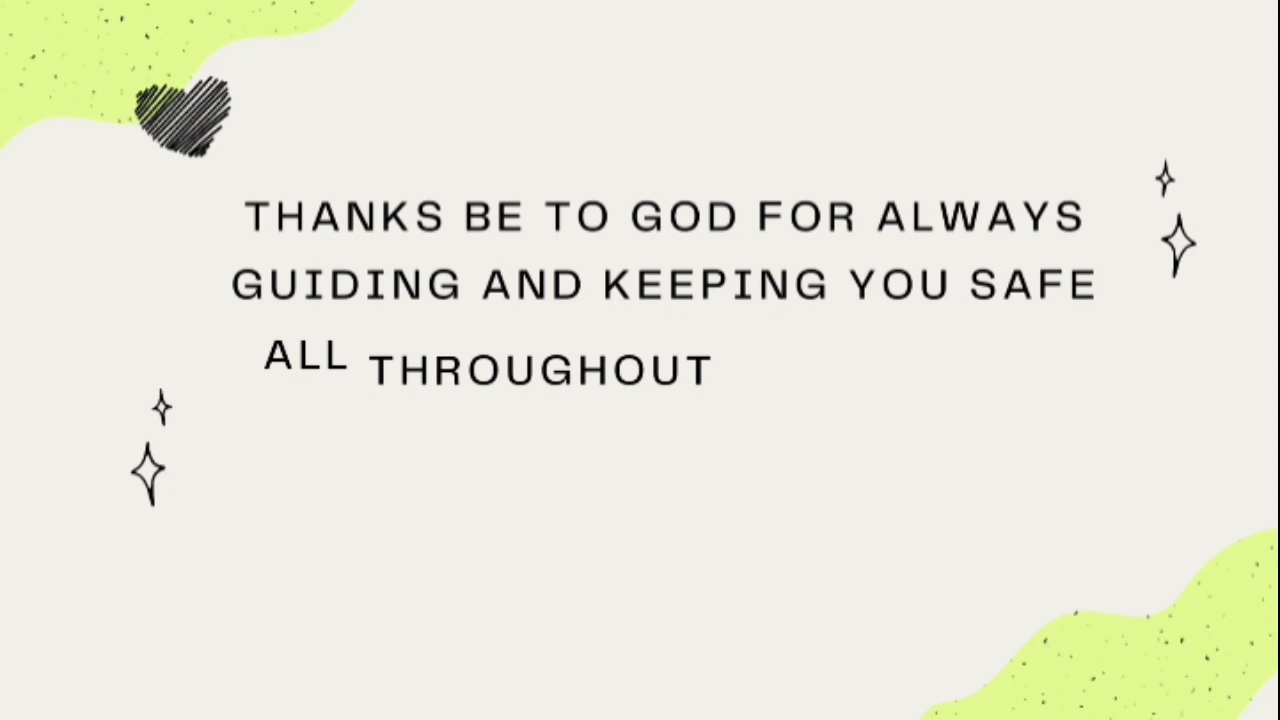 THANKS BE TO GOD FOR ALWAYS
GUIDING AND KEEPING YOU SAFE
ALL THROUGHOUT